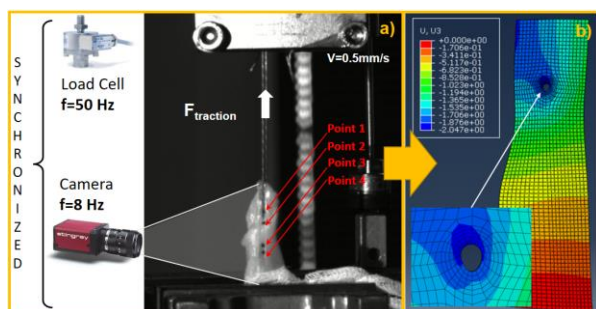 SYNCHRONIZED
Load Cell
f=50 Hz
Camera
f=8 Hz
stingray
a)
V=0.5mm/s
Ftraction
Point 1
Point 2
Point 3
Point 4
b)
U, U3
+0.000e+00
-1.706e-01
-3.411e-01
-5.117e-01
-6.823e-01
-8.529e-01
-1.023e+00
-1.194e+00
-1.365e+00
-1.535e+00
-1.706e+00
-1.876e+00
-2.047e+00